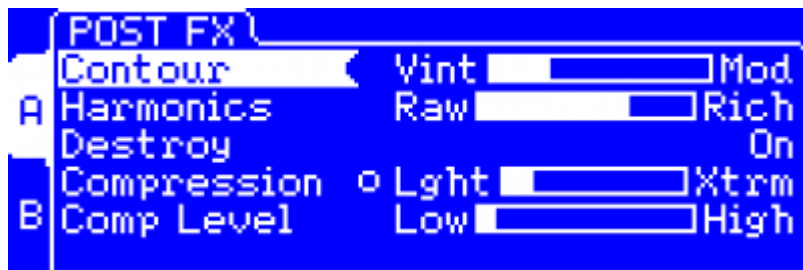 POST FX
Contour Vint Mod
A Harmonics Raw Rich
Destroy On
Compression Lght Xtrm
B Comp Level Low High